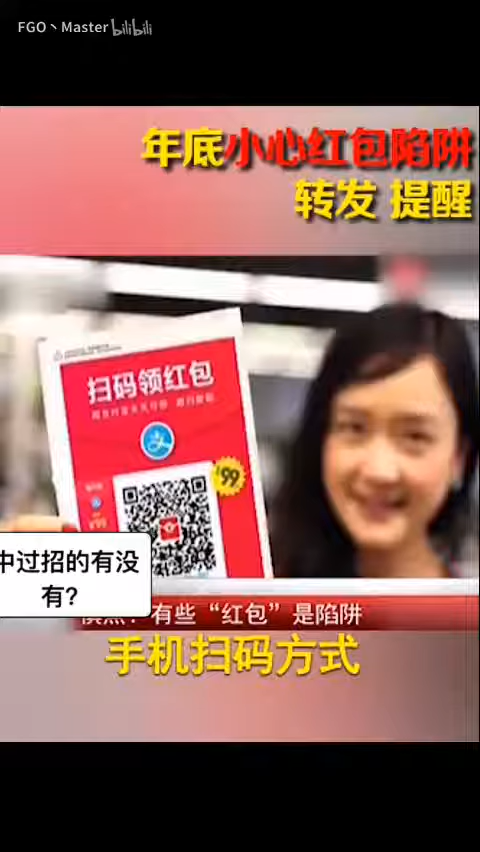 FGO丶Master bilibili
年底小心红包陷阱
转发 提醒
扫码领红包
¥99
中过招的有没
有?
有些“红包”是陷阱
手机扫码方式